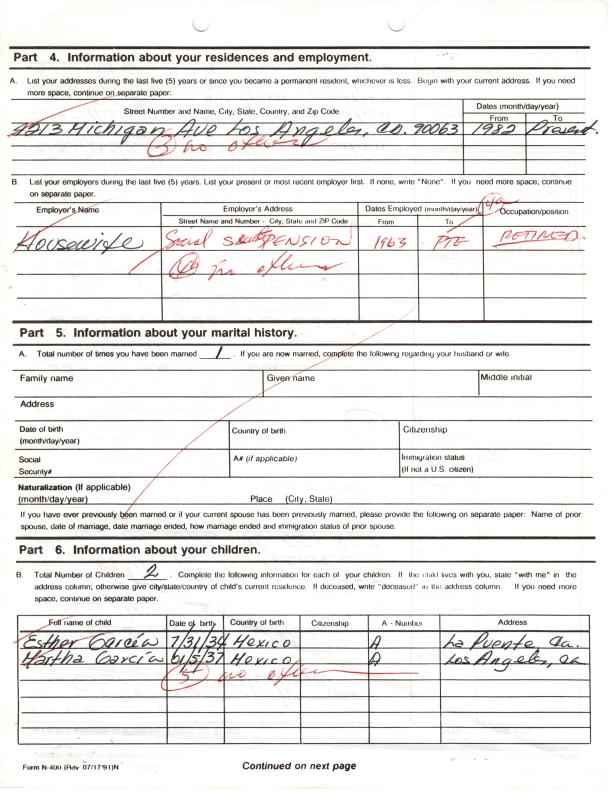 Part 4. Information about your residences and employment.
A. List your addresses during the last five (5) years or since you became a permanent resident, whichever is less. Begin with your current address. If you need
more space, continue on separate paper:
Street Number and Name, City, State, Country, and Zip Code
Dates (month/day/year)
From To
4213 Michigan Ave Los Angeles, Ca. 90063 1982 Present.
3 no others
B. List your employers during the last five (5) years. List your present or most recent employer first. If none, write "None". If you need more space, continue
on separate paper.
Employer's Name Employer's Address Dates Employed (month/day/year) Occupation/position
Street Name and Number - City, State and ZIP Code From To
Housewife Social PENSION 1963 PTE RETIRED
no others
Part 5. Information about your marital history.
A. Total number of times you have been married 1 . If you are now married, complete the following regarding your husband or wife.
Family name Given name Middle initial
Address
Date of birth (month/day/year) Country of birth Citizenship
Social Security# A# (if applicable) Immigration status (If not a U.S. citizen)
Naturalization (If applicable)
(month/day/year) Place (City, State)
If you have ever previously been married or if your current spouse has been previously married, please provide the following on separate paper: Name of prior
spouse, date of marriage, date marriage ended, how marriage ended and immigration status of prior spouse.
Part 6. Information about your children.
B. Total Number of Children 2 . Complete the following information for each of your children. If the child lives with you, state "with me" in the
address column; otherwise give city/state/country of child's current residence. If deceased, write "deceased" in the address column. If you need more
space, continue on separate paper.
Full name of child Date of birth Country of birth Citizenship A - Number Address
Esther García 7/31/34 Mexico A La Puente Ca.
Martha García 01/5/37 Mexico A Los Angeles, Ca
5 no others
Form N-400 (Rev. 07/17/91)N Continued on next page